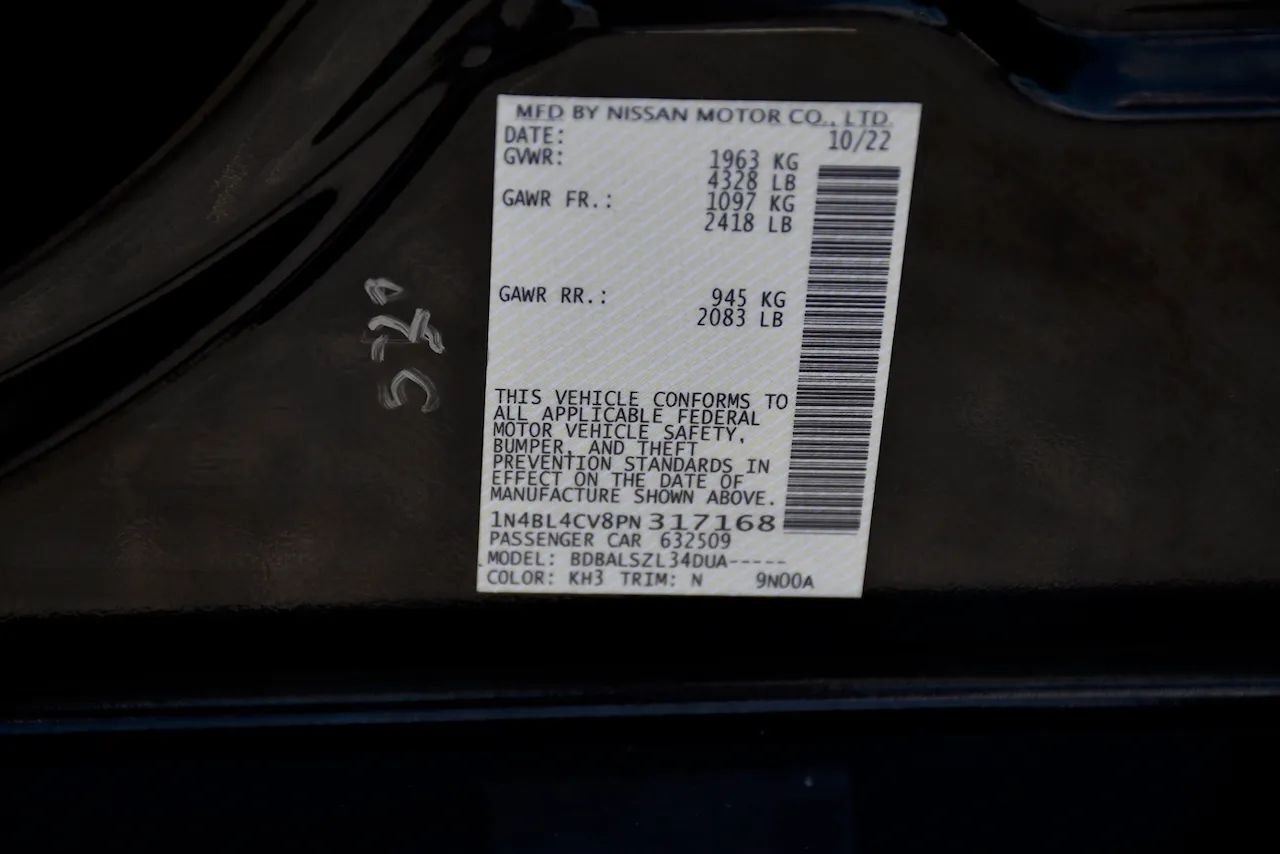 MFD BY NISSAN MOTOR CO., LTD.
DATE: 10/22
GVWR: 1963 KG
4328 LB
GAWR FR.: 1097 KG
2418 LB
GAWR RR.: 945 KG
2083 LB
THIS VEHICLE CONFORMS TO
ALL APPLICABLE FEDERAL
MOTOR VEHICLE SAFETY,
BUMPER, AND THEFT
PREVENTION STANDARDS IN
EFFECT ON THE DATE OF
MANUFACTURE SHOWN ABOVE.
1N4BL4CV8PN 317168
PASSENGER CAR 632509
MODEL: BDBALSZL34DUA-----
COLOR: KH3 TRIM: N 9N00A